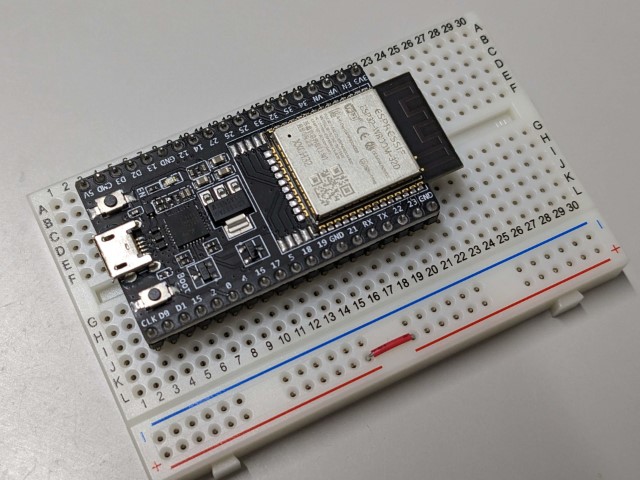 23 24 25 26 27 28 29 30
A
B
C
D
E
F
3V3 EN VP VN 34 35 32 33 25 26 27 14 12 GND 13 D2 D3 CMD 5V
1 2
A
B
C
D
E
F
ESPRESSIF
ESP32-WROOM-32D
Boot
CLK D0 D1 15 2 0 4 16 17 5 18 19 GND 21 RX TX 22 23 GND
G
H
I
J
K
L
G
H
I
J
K
L
1 2 3 4 5 6 7 8 9 10 11 12 13 14 15 16 17 18 19 20 21 22 23 24 25 26 27 28 29 30